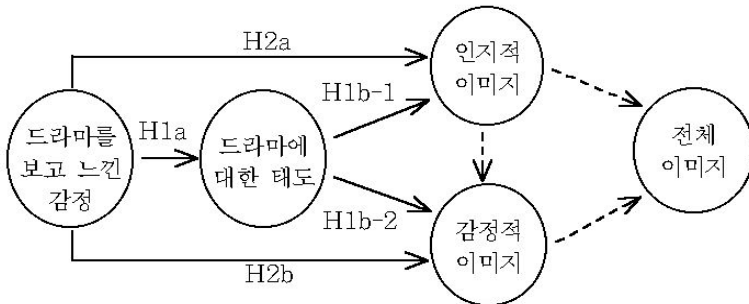 H2a
인지적
이미지
H1b-1
드라마를
보고 느낀
감정
H1a
드라마에
대한 태도
전체
이미지
H1b-2
감정적
이미지
H2b